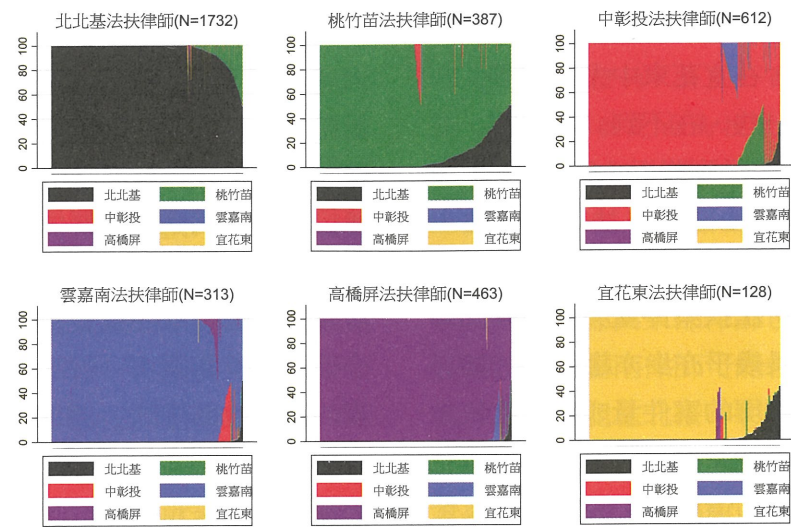 北北基法扶律師(N=1732)
100
80
60
40
20
0
北北基 桃竹苗
中彰投 雲嘉南
高橋屏 宜花東
桃竹苗法扶律師(N=387)
100
80
60
40
20
0
北北基 桃竹苗
中彰投 雲嘉南
高橋屏 宜花東
中彰投法扶律師(N=612)
100
80
60
40
20
0
北北基 桃竹苗
中彰投 雲嘉南
高橋屏 宜花東
雲嘉南法扶律師(N=313)
100
80
60
40
20
0
北北基 桃竹苗
中彰投 雲嘉南
高橋屏 宜花東
高橋屏法扶律師(N=463)
100
80
60
40
20
0
北北基 桃竹苗
中彰投 雲嘉南
高橋屏 宜花東
宜花東法扶律師(N=128)
100
80
60
40
20
0
北北基 桃竹苗
中彰投 雲嘉南
高橋屏 宜花東